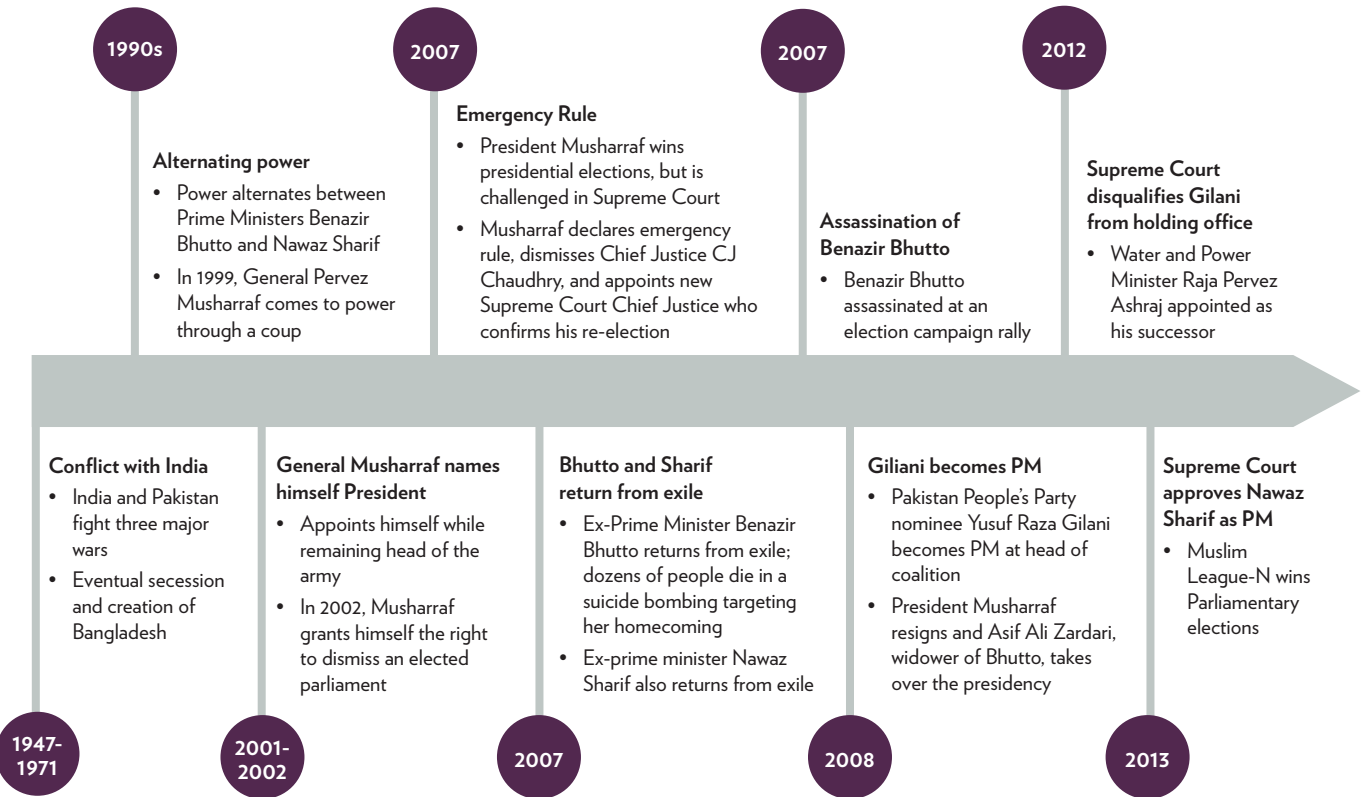 1990s
Alternating power
• Power alternates between
Prime Ministers Benazir
Bhutto and Nawaz Sharif
• In 1999, General Pervez
Musharraf comes to power
through a coup
2007
Emergency Rule
• President Musharraf wins
presidential elections, but is
challenged in Supreme Court
• Musharraf declares emergency
rule, dismisses Chief Justice CJ
Chaudhry, and appoints new
Supreme Court Chief Justice who
confirms his re-election
2007
Assassination of
Benazir Bhutto
• Benazir Bhutto
assassinated at an
election campaign rally
2012
Supreme Court
disqualifies Gilani
from holding office
• Water and Power
Minister Raja Pervez
Ashraj appointed as
his successor
Conflict with India
• India and Pakistan
fight three major
wars
• Eventual secession
and creation of
Bangladesh
1947-
1971
General Musharraf names
himself President
• Appoints himself while
remaining head of the
army
• In 2002, Musharraf
grants himself the right
to dismiss an elected
parliament
2001-
2002
Bhutto and Sharif
return from exile
• Ex-Prime Minister Benazir
Bhutto returns from exile;
dozens of people die in a
suicide bombing targeting
her homecoming
• Ex-prime minister Nawaz
Sharif also returns from exile
2007
Giliani becomes PM
• Pakistan People's Party
nominee Yusuf Raza Gilani
becomes PM at head of
coalition
• President Musharraf
resigns and Asif Ali Zardari,
widower of Bhutto, takes
over the presidency
2008
Supreme Court
approves Nawaz
Sharif as PM
• Muslim
League-N wins
Parliamentary
elections
2013